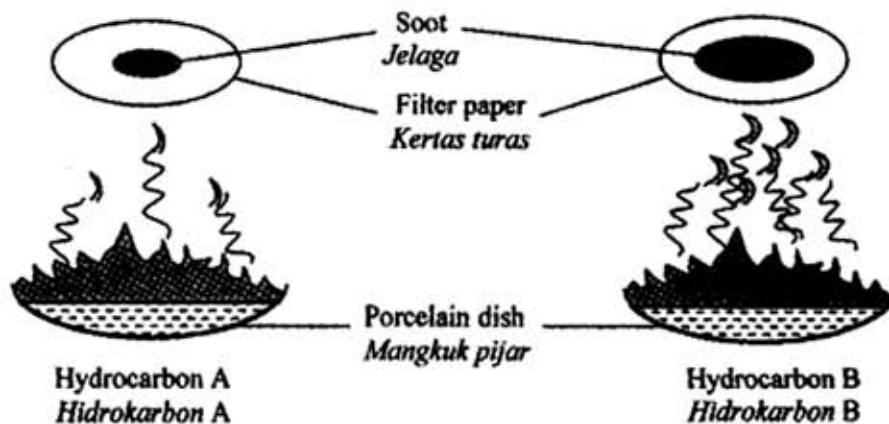 Soot
Jelaga
Filter paper
Kertas turas
Porcelain dish
Mangkuk pijar
Hydrocarbon A
Hidrokarbon A
Hydrocarbon B
Hidrokarbon B